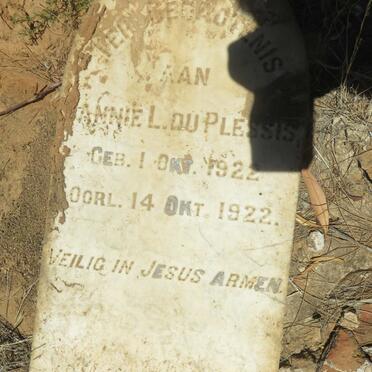 AAN
ANNIE L. DU PLESSIS,
GEB. 1 OKT. 1922
OORL. 14 OKT 1922.
VEILIG IN JESUS ARMEN.